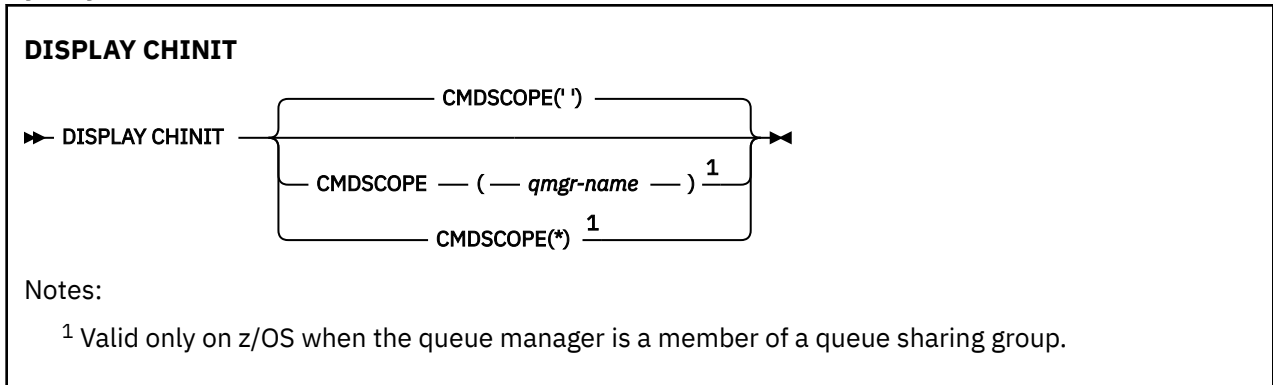 DISPLAY CHINIT
CMDSCOPE(' ')
DISPLAY CHINIT
CMDSCOPE ( qmgr-name ) 1
CMDSCOPE(*) 1
Notes:
1 Valid only on z/OS when the queue manager is a member of a queue sharing group.